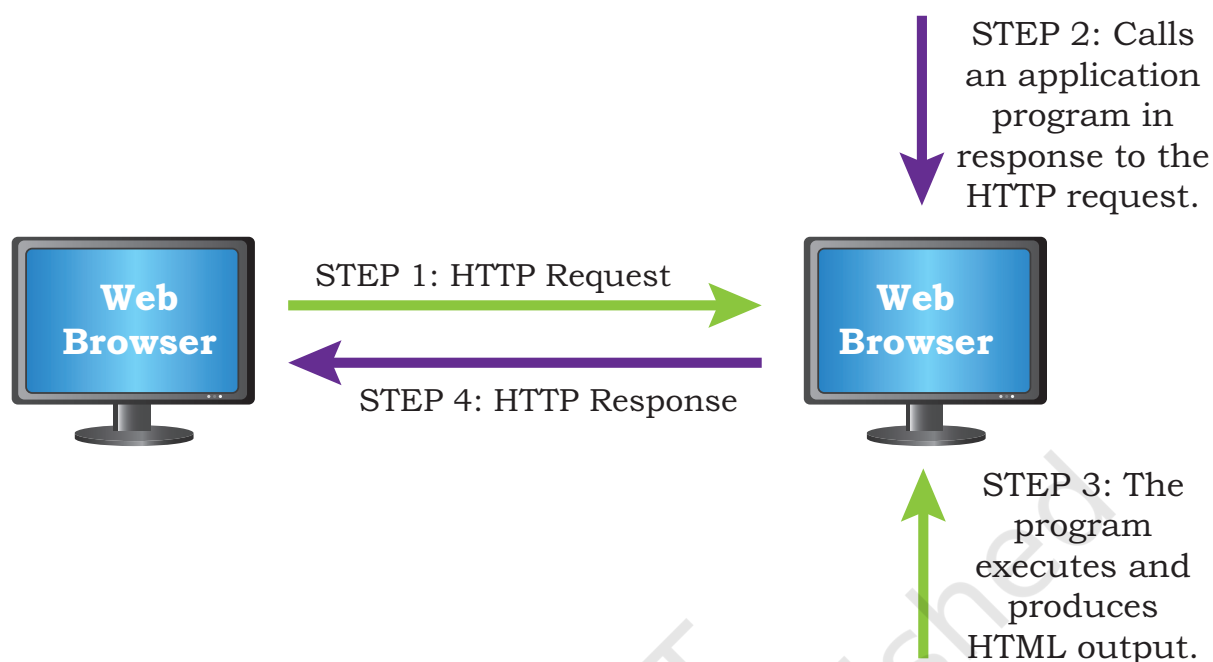 STEP 2: Calls
an application
program in
response to the
HTTP request.
STEP 1: HTTP Request
Web
Browser
Web
Browser
STEP 4: HTTP Response
STEP 3: The
program
executes and
produces
HTML output.